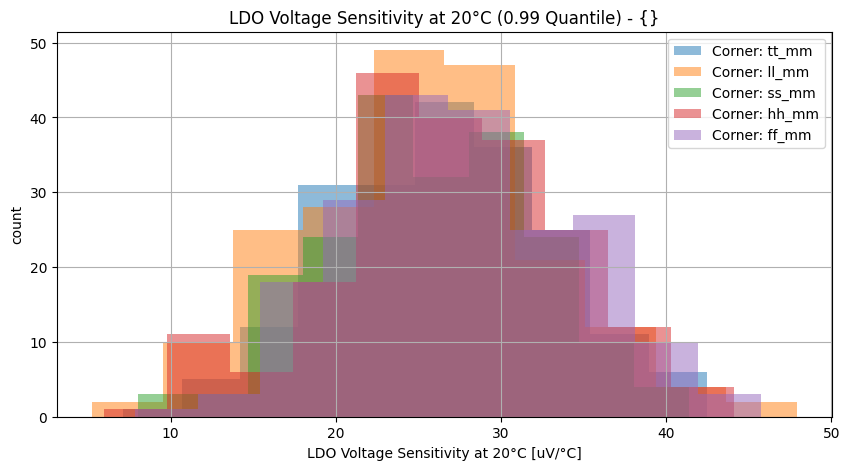 LDO Voltage Sensitivity at 20°C (0.99 Quantile) - {}
Corner: tt_mm
Corner: ll_mm
Corner: ss_mm
Corner: hh_mm
Corner: ff_mm
count
50
40
30
20
10
0
10 20 30 40 50
LDO Voltage Sensitivity at 20°C [uV/°C]